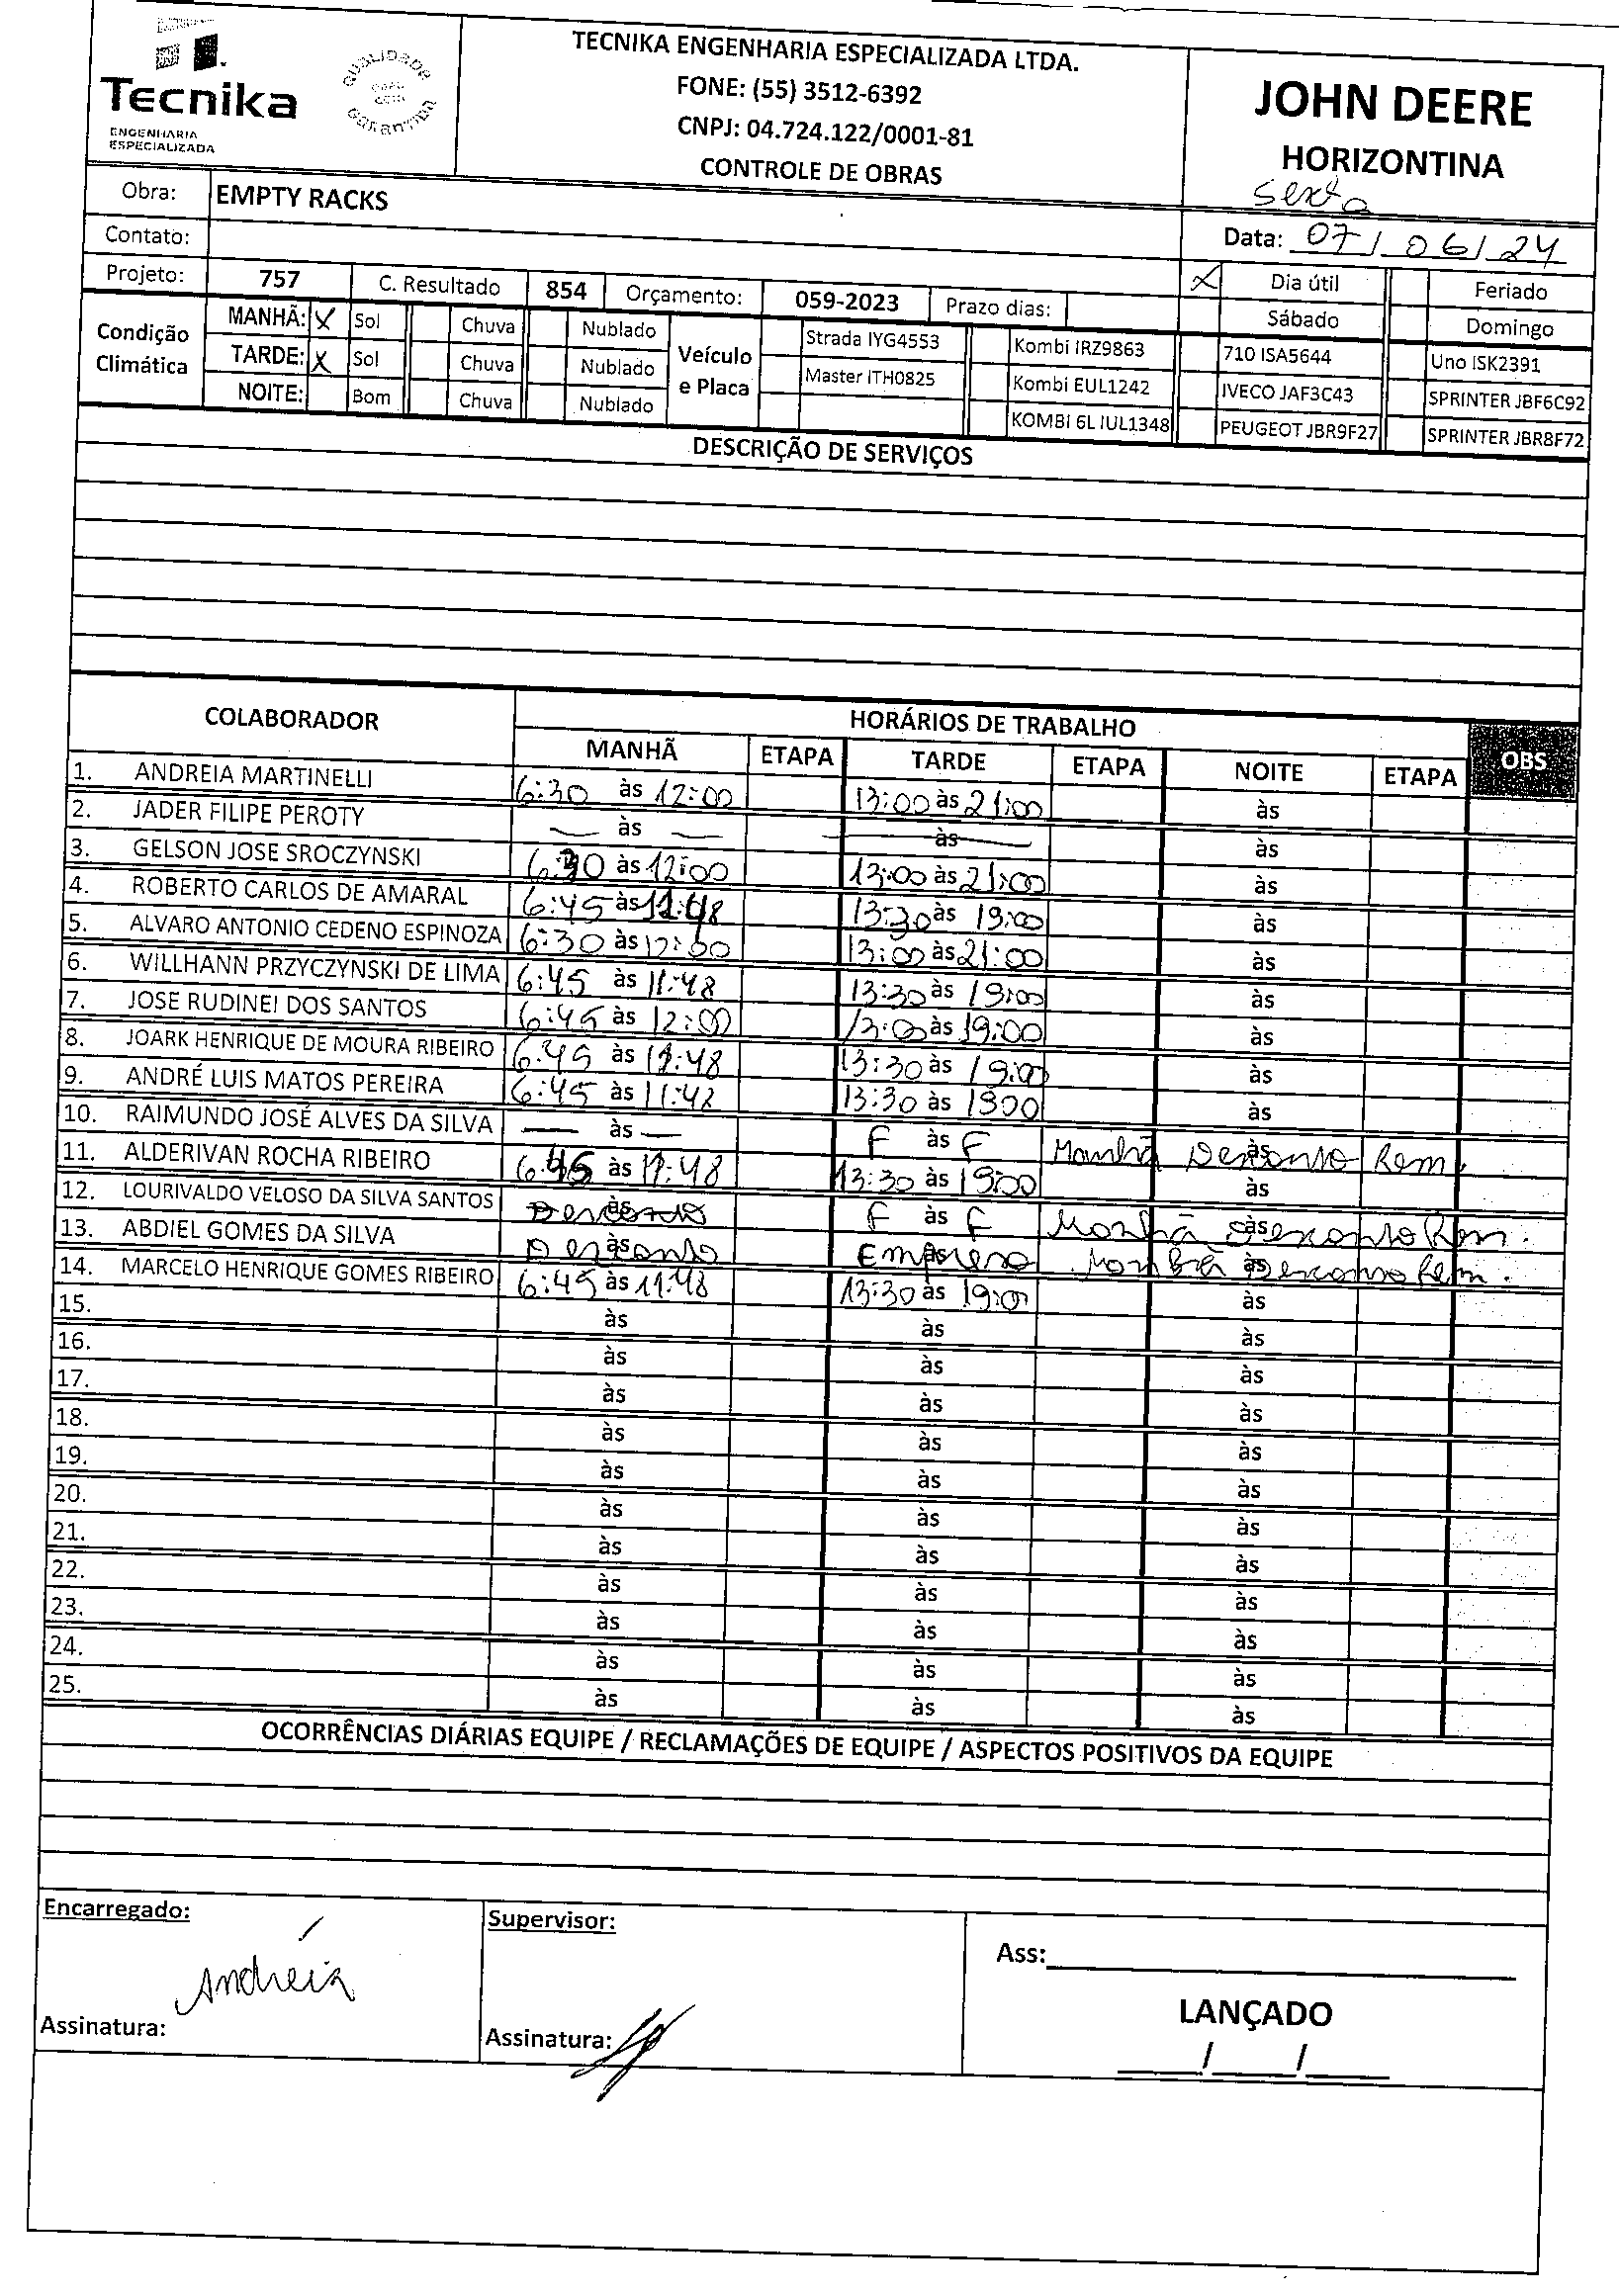 Tecnika
ENGENHARIA
ESPECIALIZADA
QUALIDADE
GARANTIDA
TECNIKA ENGENHARIA ESPECIALIZADA LTDA.
FONE: (55) 3512-6392
CNPJ: 04.724.122/0001-81
CONTROLE DE OBRAS
JOHN DEERE
HORIZONTINA
Sexta
Obra: EMPTY RACKS
Contato:
Data: 07/06/24
Projeto: 757 C. Resultado 854 Orçamento: 059-2023 Prazo dias:
X Dia útil Feriado
Sábado Domingo
Condição Climática
MANHÃ: X Sol Chuva Nublado
TARDE: X Sol Chuva Nublado
NOITE: Bom Chuva Nublado
Veículo e Placa
Strada IYG4553 Kombi IRZ9863 710 ISA5644 Uno ISK2391
Master ITH0825 Kombi EUL1242 IVECO JAF3C43 SPRINTER JBF6C92
KOMBI 6L IUL1348 PEUGEOT JBR9F27 SPRINTER JBR8F72
DESCRIÇÃO DE SERVIÇOS
COLABORADOR HORÁRIOS DE TRABALHO OBS
MANHÃ ETAPA TARDE ETAPA NOITE ETAPA
1. ANDREIA MARTINELLI 6:30 às 12:00 13:00 às 21:00 às
2. JADER FILIPE PEROTY — às — — às — às
3. GELSON JOSE SROCZYNSKI 6:30 às 12:00 13:00 às 21:00 às
4. ROBERTO CARLOS DE AMARAL 6:45 às 11:48 13:30 às 19:00 às
5. ALVARO ANTONIO CEDENO ESPINOZA 6:30 às 12:00 13:00 às 21:00 às
6. WILLHANN PRZYCZYNSKI DE LIMA 6:45 às 11:48 13:30 às 19:00 às
7. JOSE RUDINEI DOS SANTOS 6:45 às 12:00 13:00 às 19:00 às
8. JOARK HENRIQUE DE MOURA RIBEIRO 6:45 às 11:48 13:30 às 19:00 às
9. ANDRÉ LUIS MATOS PEREIRA 6:45 às 11:48 13:30 às 1900 às
10. RAIMUNDO JOSÉ ALVES DA SILVA — às — F às F Manhã Desconto às Rem.
11. ALDERIVAN ROCHA RIBEIRO 6:45 às 11:48 13:30 às 19:00 às
12. LOURIVALDO VELOSO DA SILVA SANTOS às F às F Manhã às Desconto Rem.
13. ABDIEL GOMES DA SILVA Desconto às Empresa às Manhã às Desconto Rem.
14. MARCELO HENRIQUE GOMES RIBEIRO 6:45 às 11:48 13:30 às 19:00 às
15. às às às
16. às às às
17. às às às
18. às às às
19. às às às
20. às às às
21. às às às
22. às às às
23. às às às
24. às às às
25. às às às
OCORRÊNCIAS DIÁRIAS EQUIPE / RECLAMAÇÕES DE EQUIPE / ASPECTOS POSITIVOS DA EQUIPE
Encarregado: Supervisor:
Ass:
Andréia
LANÇADO
Assinatura: Assinatura:
__/__/__